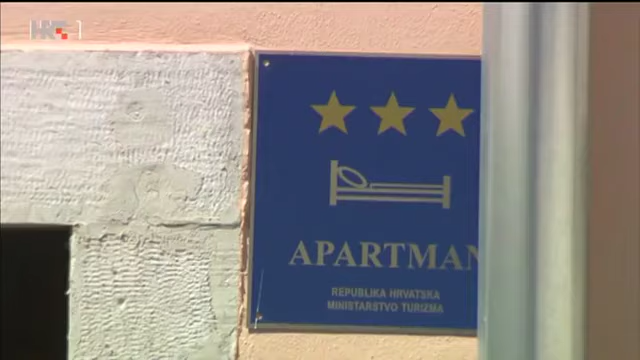 HRT 1
APARTMAN
REPUBLIKA HRVATSKA
MINISTARSTVO TURIZMA